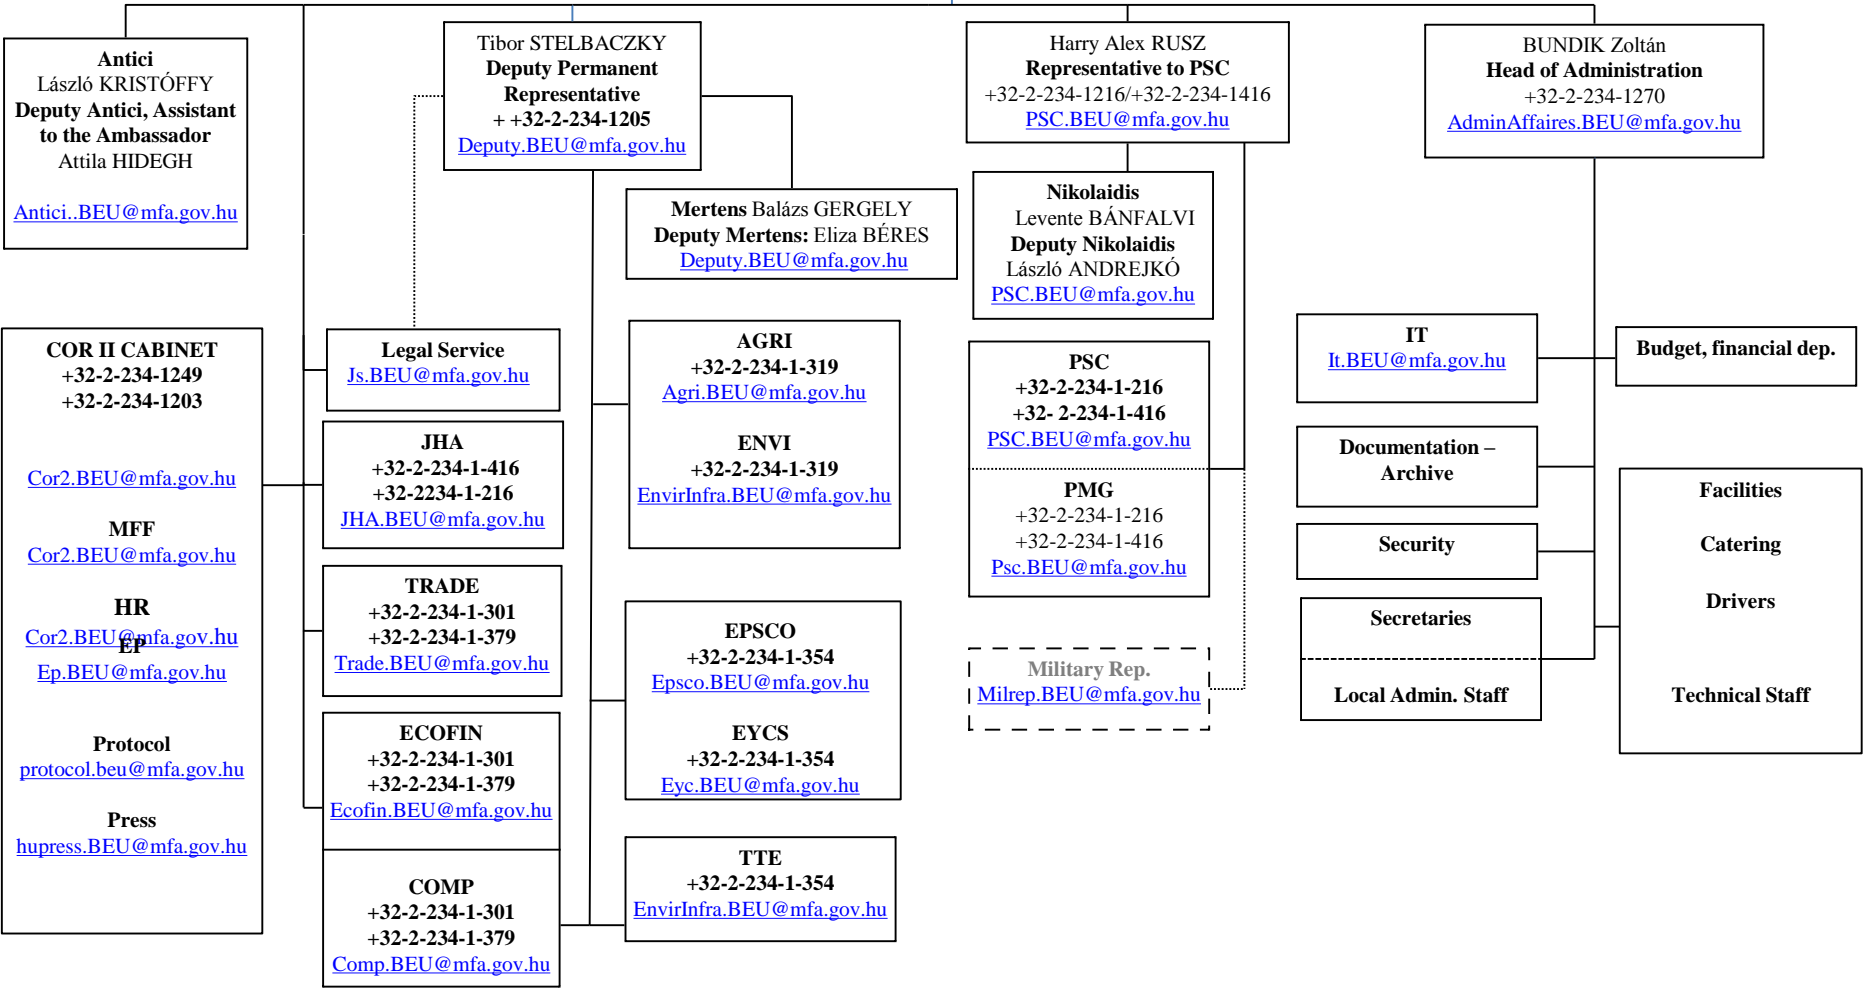 Antici
László KRISTÓFFY
Deputy Antici, Assistant
to the Ambassador
Attila HIDEGH
Antici..BEU@mfa.gov.hu
Tibor STELBACZKY
Deputy Permanent
Representative
+ +32-2-234-1205
Deputy.BEU@mfa.gov.hu
Harry Alex RUSZ
Representative to PSC
+32-2-234-1216/+32-2-234-1416
PSC.BEU@mfa.gov.hu
BUNDIK Zoltán
Head of Administration
+32-2-234-1270
AdminAffaires.BEU@mfa.gov.hu
Mertens Balázs GERGELY
Deputy Mertens: Eliza BÉRES
Deputy.BEU@mfa.gov.hu
Nikolaidis
Levente BÁNFALVI
Deputy Nikolaidis
László ANDREJKÓ
PSC.BEU@mfa.gov.hu
COR II CABINET
+32-2-234-1249
+32-2-234-1203
Cor2.BEU@mfa.gov.hu
MFF
Cor2.BEU@mfa.gov.hu
HR
Cor2.BEU@mfa.gov.hu
EP
Ep.BEU@mfa.gov.hu
Protocol
protocol.beu@mfa.gov.hu
Press
hupress.BEU@mfa.gov.hu
Legal Service
Js.BEU@mfa.gov.hu
JHA
+32-2-234-1-416
+32-2234-1-216
JHA.BEU@mfa.gov.hu
TRADE
+32-2-234-1-301
+32-2-234-1-379
Trade.BEU@mfa.gov.hu
ECOFIN
+32-2-234-1-301
+32-2-234-1-379
Ecofin.BEU@mfa.gov.hu
COMP
+32-2-234-1-301
+32-2-234-1-379
Comp.BEU@mfa.gov.hu
AGRI
+32-2-234-1-319
Agri.BEU@mfa.gov.hu
ENVI
+32-2-234-1-319
EnvirInfra.BEU@mfa.gov.hu
EPSCO
+32-2-234-1-354
Epsco.BEU@mfa.gov.hu
EYCS
+32-2-234-1-354
Eyc.BEU@mfa.gov.hu
TTE
+32-2-234-1-354
EnvirInfra.BEU@mfa.gov.hu
PSC
+32-2-234-1-216
+32- 2-234-1-416
PSC.BEU@mfa.gov.hu
PMG
+32-2-234-1-216
+32-2-234-1-416
Psc.BEU@mfa.gov.hu
Military Rep.
Milrep.BEU@mfa.gov.hu
IT
It.BEU@mfa.gov.hu
Budget, financial dep.
Documentation –
Archive
Security
Secretaries
Local Admin. Staff
Facilities
Catering
Drivers
Technical Staff